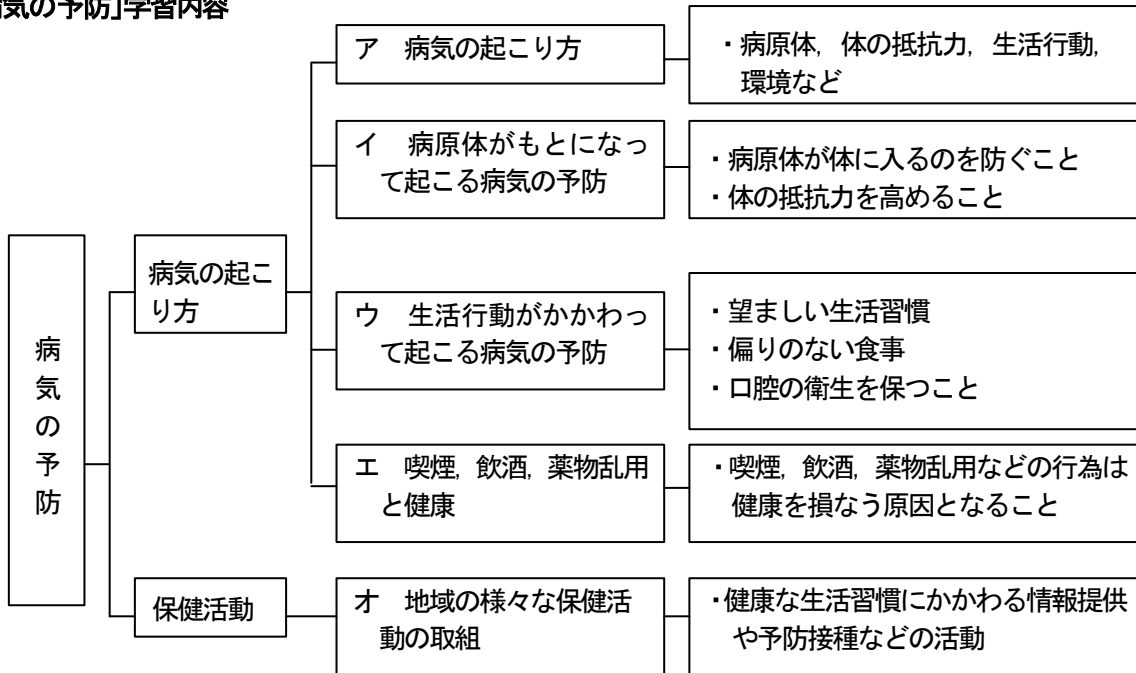 気の予防｣学習内容
病気の予防
病気の起こ
り方
保健活動
ア　病気の起こり方
・病原体，体の抵抗力，生活行動，
環境など
イ　病原体がもとになっ
て起こる病気の予防
・病原体が体に入るのを防ぐこと
・体の抵抗力を高めること
ウ　生活行動がかかわっ
て起こる病気の予防
・望ましい生活習慣
・偏りのない食事
・口腔の衛生を保つこと
エ　喫煙，飲酒，薬物乱用
と健康
・喫煙，飲酒，薬物乱用などの行為は
健康を損なう原因となること
オ　地域の様々な保健活
動の取組
・健康な生活習慣にかかわる情報提供
や予防接種などの活動